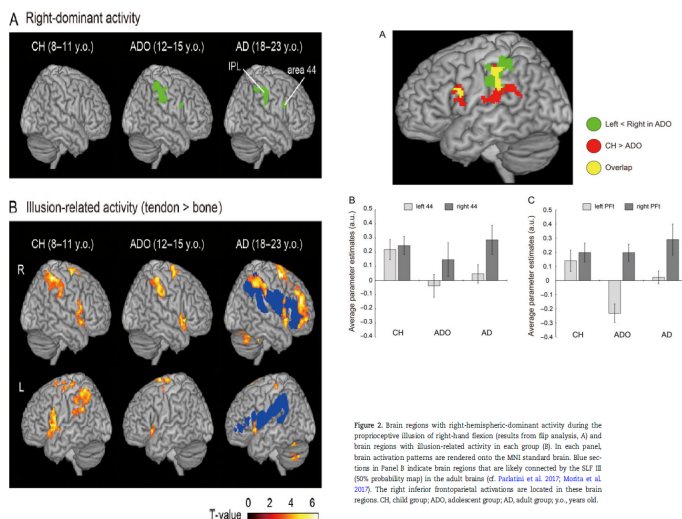 A Right-dominant activity
CH (8–11 y.o.) ADO (12–15 y.o.) AD (18–23 y.o.)
IPL
area 44
B Illusion-related activity (tendon > bone)
CH (8–11 y.o.) ADO (12–15 y.o.) AD (18–23 y.o.)
R
L
T-value
0 2 4 6
A
Left < Right in ADO
CH > ADO
Overlap
B
left 44 right 44
Average parameter estimates (a.u.)
0.5
0.4
0.3
0.2
0.1
0
−0.1
−0.2
−0.3
−0.4
CH ADO AD
C
left PFt right PFt
Average parameter estimates (a.u.)
0.5
0.4
0.3
0.2
0.1
0
−0.1
−0.2
−0.3
−0.4
CH ADO AD
Figure 2. Brain regions with right-hemispheric-dominant activity during the
proprioceptive illusion of right-hand flexion (results from flip analysis, A) and
brain regions with illusion-related activity in each group (B). In each panel,
brain activation patterns are rendered onto the MNI standard brain. Blue sec-
tions in Panel B indicate brain regions that are likely connected by the SLF III
(50% probability map) in the adult brains (cf. Parlatini et al. 2017; Morita et al.
2017). The right inferior frontoparietal activations are located in these brain
regions. CH, child group; ADO, adolescent group; AD, adult group; y.o., years old.